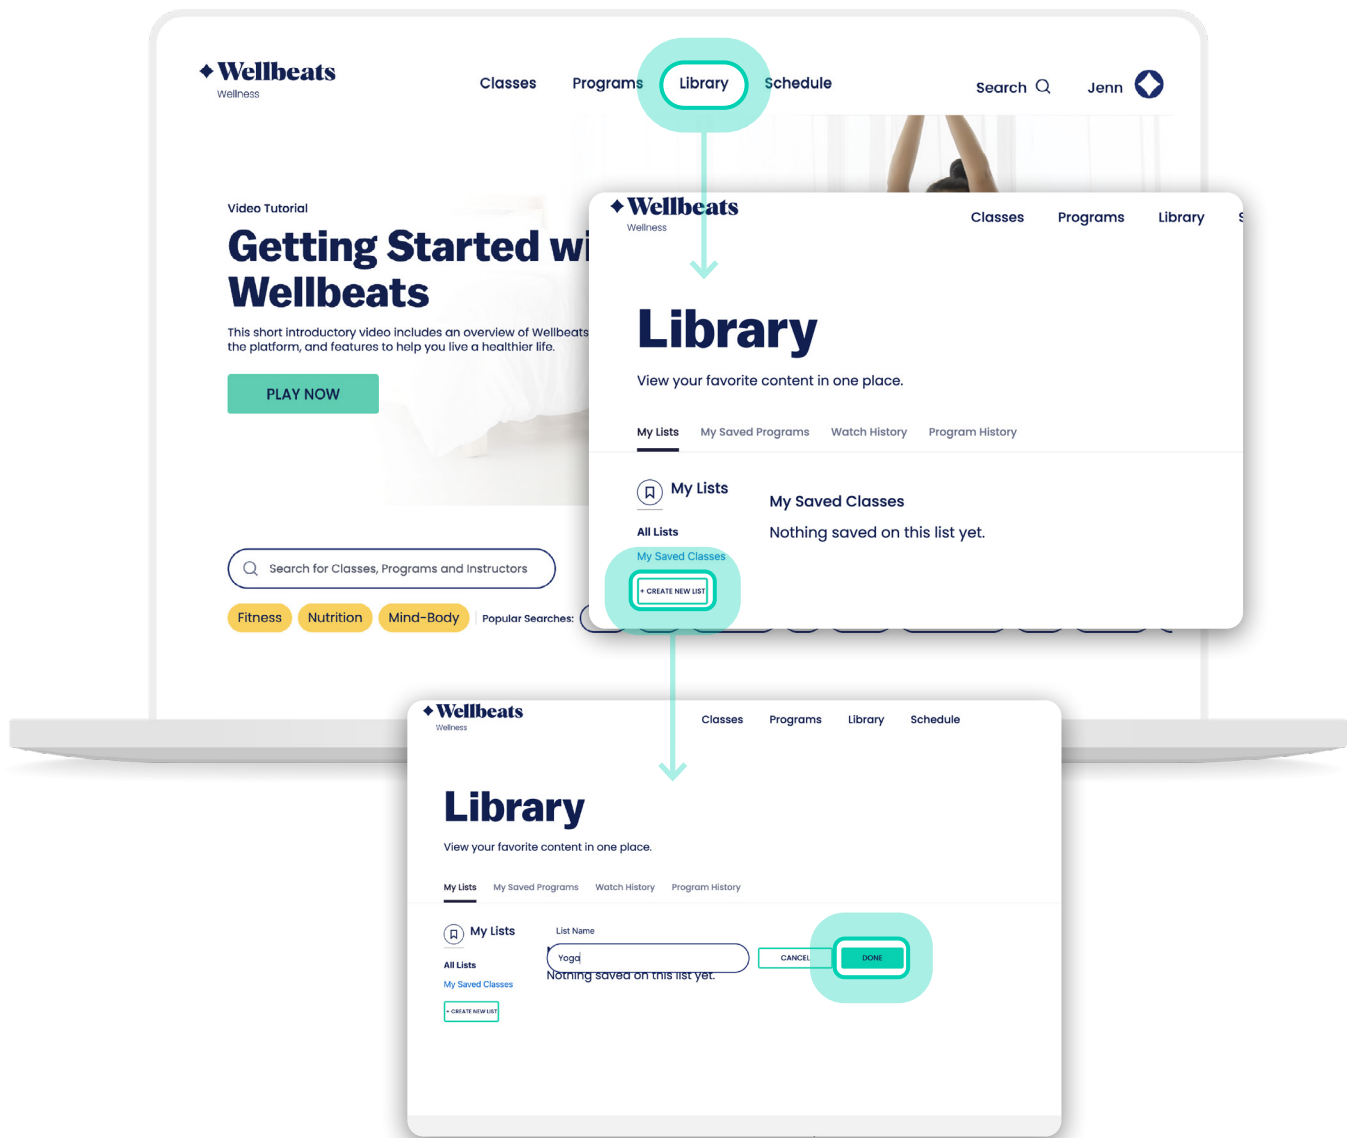 Wellbeats
Wellness
Classes Programs Library Schedule
Search Jenn
Video Tutorial
Getting Started wi
Wellbeats
This short introductory video includes an overview of Wellbeats
the platform, and features to help you live a healthier life.
PLAY NOW
Search for Classes, Programs and Instructors
Fitness Nutrition Mind-Body Popular Searches:
Wellbeats
Wellness
Classes Programs Library
Library
View your favorite content in one place.
My Lists My Saved Programs Watch History Program History
My Lists
All Lists
My Saved Classes
+ CREATE NEW LIST
My Saved Classes
Nothing saved on this list yet.
Wellbeats
Wellness
Classes Programs Library Schedule
Library
View your favorite content in one place.
My Lists My Saved Programs Watch History Program History
My Lists
All Lists
My Saved Classes
+ CREATE NEW LIST
List Name
Yoga
CANCEL DONE
Nothing saved on this list yet.